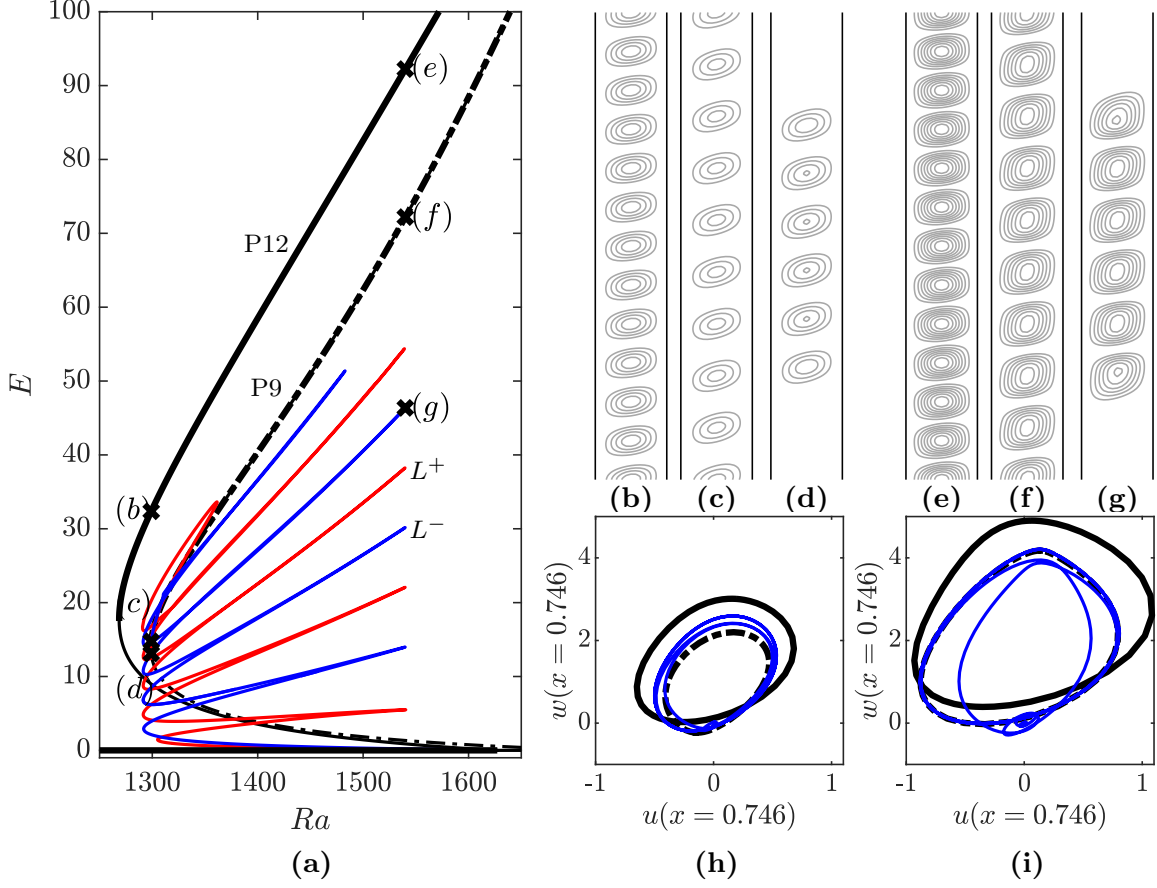 100
90
80
70
60
50
40
30
20
10
0
E
1300
1400
1500
1600
Ra
(a)
P12
P9
(e)
(f)
(g)
L⁺
L⁻
(b)
(c)
(d)
(b) (c) (d)
(e) (f) (g)
4
2
0
-1 0 1
w(x = 0.746)
u(x = 0.746)
(h)
4
2
0
-1 0 1
w(x = 0.746)
u(x = 0.746)
(i)